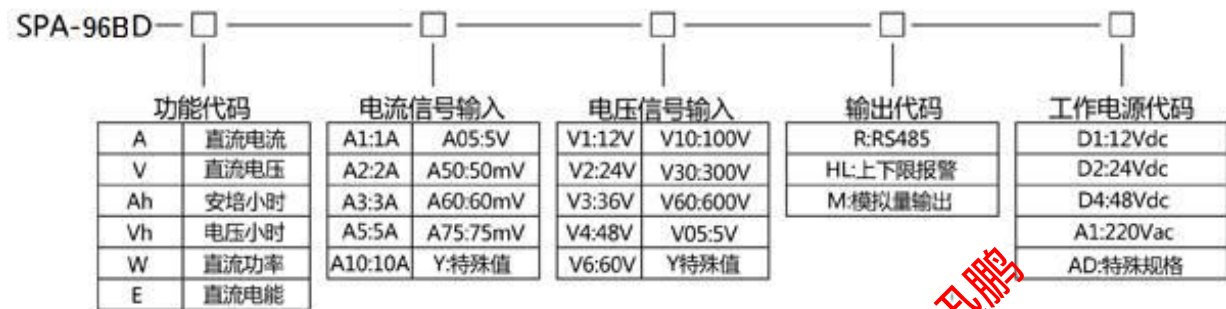 SPA-96BD
功能代码 电流信号输入 电压信号输入 输出代码 工作电源代码
A 直流电流 A1:1A A05:5V V1:12V V10:100V R:RS485 D1:12Vdc
V 直流电压 A2:2A A50:50mV V2:24V V30:300V HL:上下限报警 D2:24Vdc
Ah 安培小时 A3:3A A60:60mV V3:36V V60:600V M:模拟量输出 D4:48Vdc
Vh 电压小时 A5:5A A75:75mV V4:48V V05:5V A1:220Vac
W 直流功率 A10:10A Y:特殊值 V6:60V Y特殊值 AD:特殊规格
E 直流电能
鹏